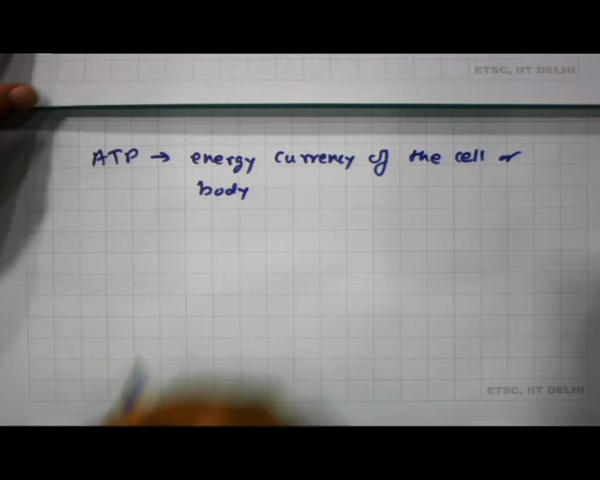 ETSC, IIT DELHI
ATP → energy currency of the cell or
body
ETSC, IIT DELHI